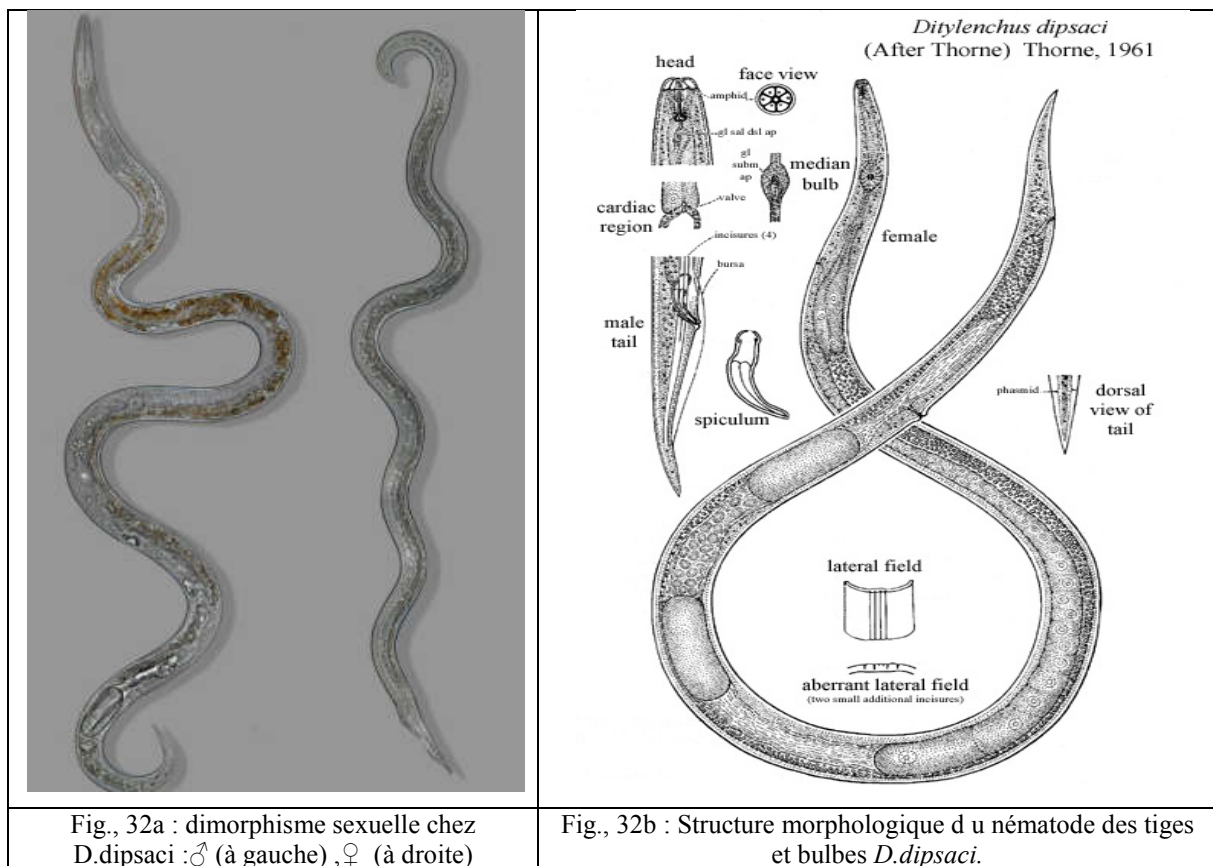 Ditylenchus dipsaci
(After Thorne) Thorne, 1961
head
face view
amphid
gl sal dsl ap
gl
subm
ap
median
bulb
cardiac
region
valve
incisures (4)
bursa
female
male
tail
spiculum
phasmid
dorsal
view of
tail
lateral field
aberrant lateral field
(two small additional incisures)
Fig., 32a : dimorphisme sexuelle chez
D.dipsaci :♂ (à gauche) ,♀ (à droite)
Fig., 32b : Structure morphologique d u nématode des tiges
et bulbes D.dipsaci.